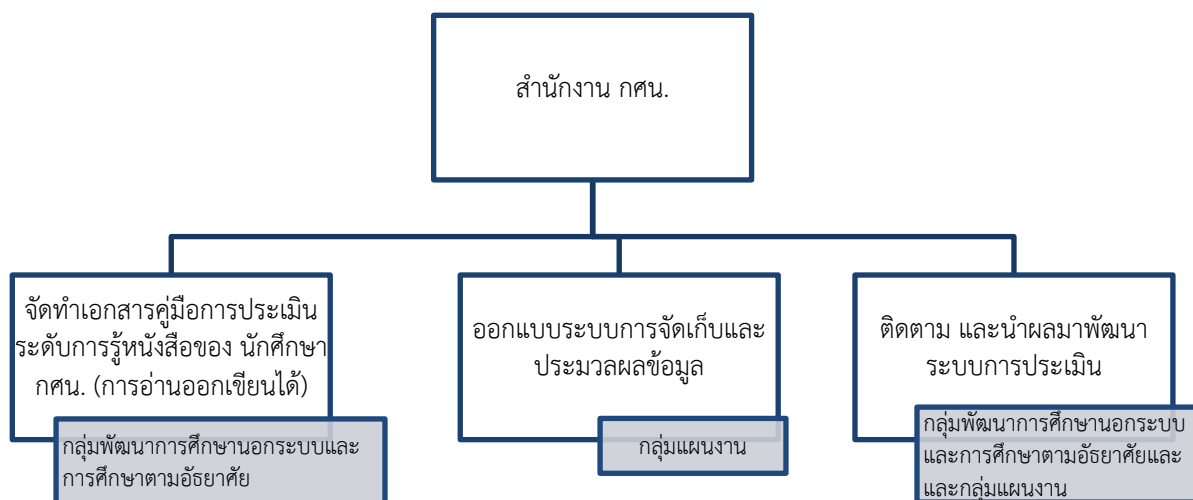 สำนักงาน กศน.
จัดทำเอกสารคู่มือการประเมิน
ระดับการรู้หนังสือของ นักศึกษา
กศน. (การอ่านออกเขียนได้)
กลุ่มพัฒนาการศึกษานอกระบบและ
การศึกษาตามอัธยาศัย
ออกแบบระบบการจัดเก็บและ
ประมวลผลข้อมูล
กลุ่มแผนงาน
ติดตาม และนำผลมาพัฒนา
ระบบการประเมิน
กลุ่มพัฒนาการศึกษานอกระบบ
และการศึกษาตามอัธยาศัยและ
และกลุ่มแผนงาน